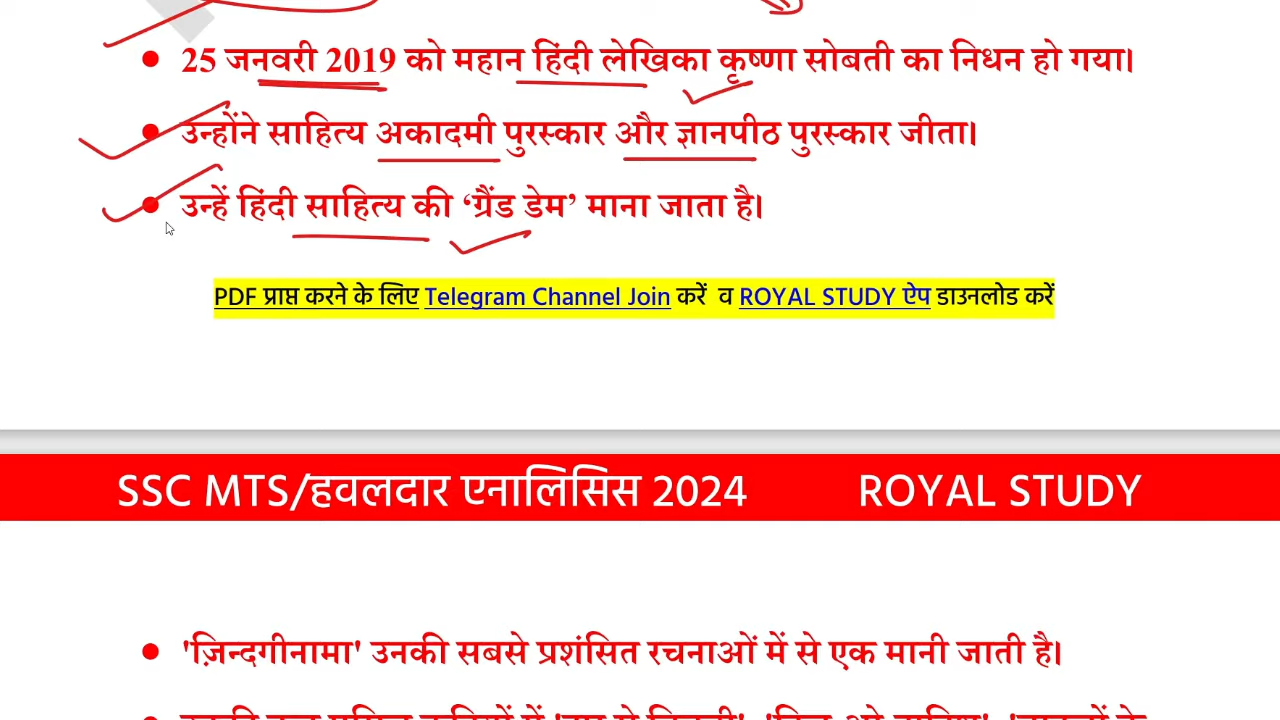 25 जनवरी 2019 को महान हिंदी लेखिका कृष्णा सोबती का निधन हो गया।
उन्होंने साहित्य अकादमी पुरस्कार और ज्ञानपीठ पुरस्कार जीता।
उन्हें हिंदी साहित्य की ‘ग्रैंड डेम’ माना जाता है।
PDF प्राप्त करने के लिए Telegram Channel Join करें व ROYAL STUDY ऐप डाउनलोड करें
SSC MTS/हवलदार एनालिसिस 2024 ROYAL STUDY
'ज़िन्दगीनामा' उनकी सबसे प्रशंसित रचनाओं में से एक मानी जाती है।